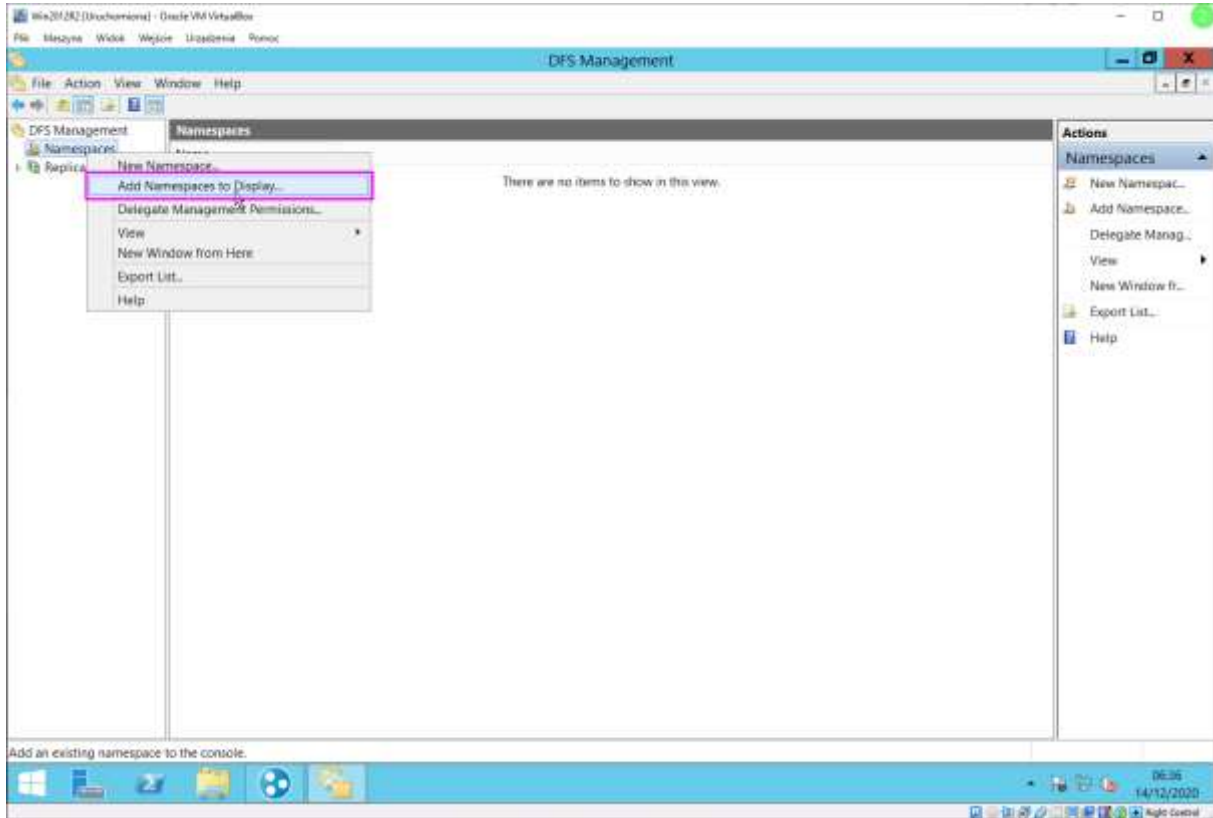 Win2012R2 [Uruchomiona] - Oracle VM VirtualBox
Plik Maszyna Widok Wejście Urządzenia Pomoc
DFS Management
File Action View Window Help
DFS Management
Namespaces
Replica
Namespaces
Name
There are no items to show in this view.
New Namespace...
Add Namespaces to Display...
Delegate Management Permissions...
View
New Window from Here
Export List...
Help
Actions
Namespaces
New Namespac...
Add Namespace...
Delegate Manag...
View
New Window fr...
Export List...
Help
Add an existing namespace to the console.
06:36
14/12/2020
Right Control